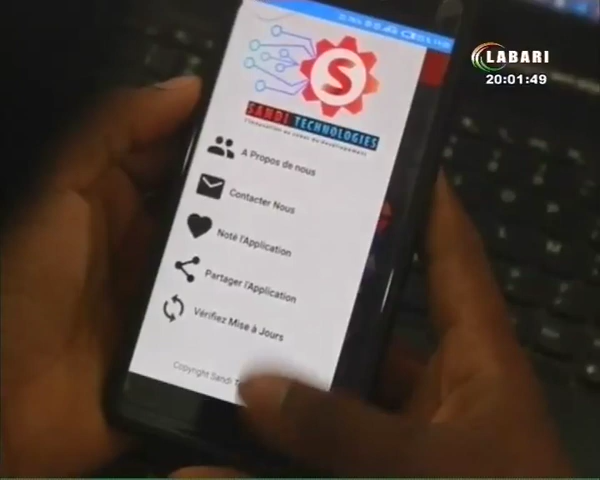 LABARI
20:01:49
S
SANDI TECHNOLOGIES
A Propos de nous
Contacter Nous
Noté l'Application
Partager l'Application
Vérifiez Mise à Jours
Copyright Sandi